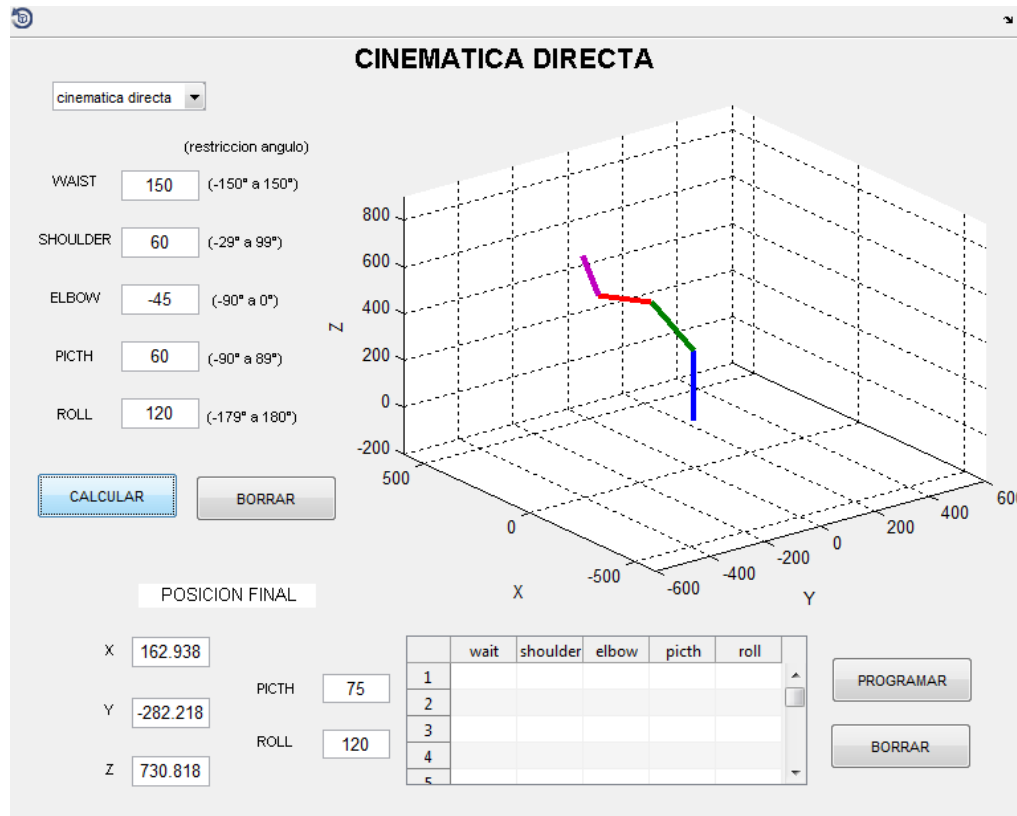 CINEMATICA DIRECTA
cinematica directa
(restriccion angulo)
WAIST 150 (-150° a 150°)
SHOULDER 60 (-29° a 99°)
ELBOW -45 (-90° a 0°)
PICTH 60 (-90° a 89°)
ROLL 120 (-179° a 180°)
CALCULAR BORRAR
800
600
400
200
0
-200
Z
500
0
-500
X
-600
-400
-200
0
200
400
600
Y
POSICION FINAL
X 162.938
Y -282.218
Z 730.818
PICTH 75
ROLL 120
wait shoulder elbow picth roll
1
2
3
4
5
PROGRAMAR
BORRAR